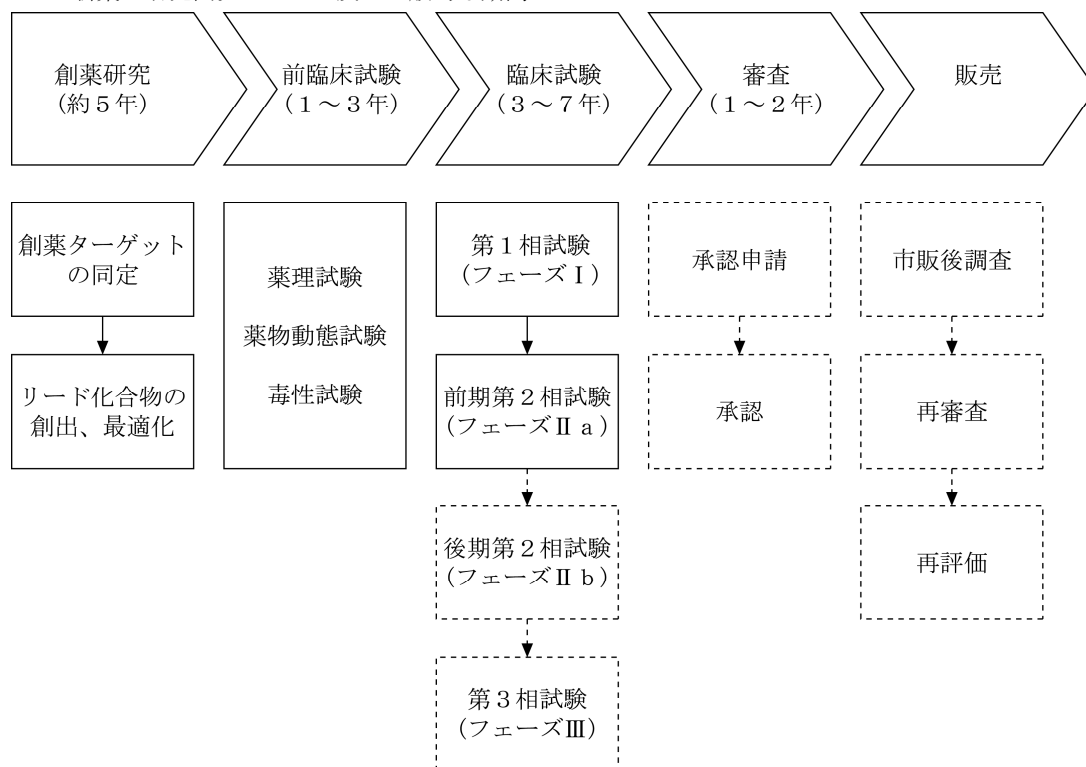 創薬研究
(約5年)
前臨床試験
(1~3年)
臨床試験
(3~7年)
審査
(1~2年)
販売
創薬ターゲット
の同定
リード化合物の
創出、最適化
薬理試験
薬物動態試験
毒性試験
第1相試験
(フェーズⅠ)
前期第2相試験
(フェーズⅡa)
後期第2相試験
(フェーズⅡb)
第3相試験
(フェーズⅢ)
承認申請
承認
市販後調査
再審査
再評価